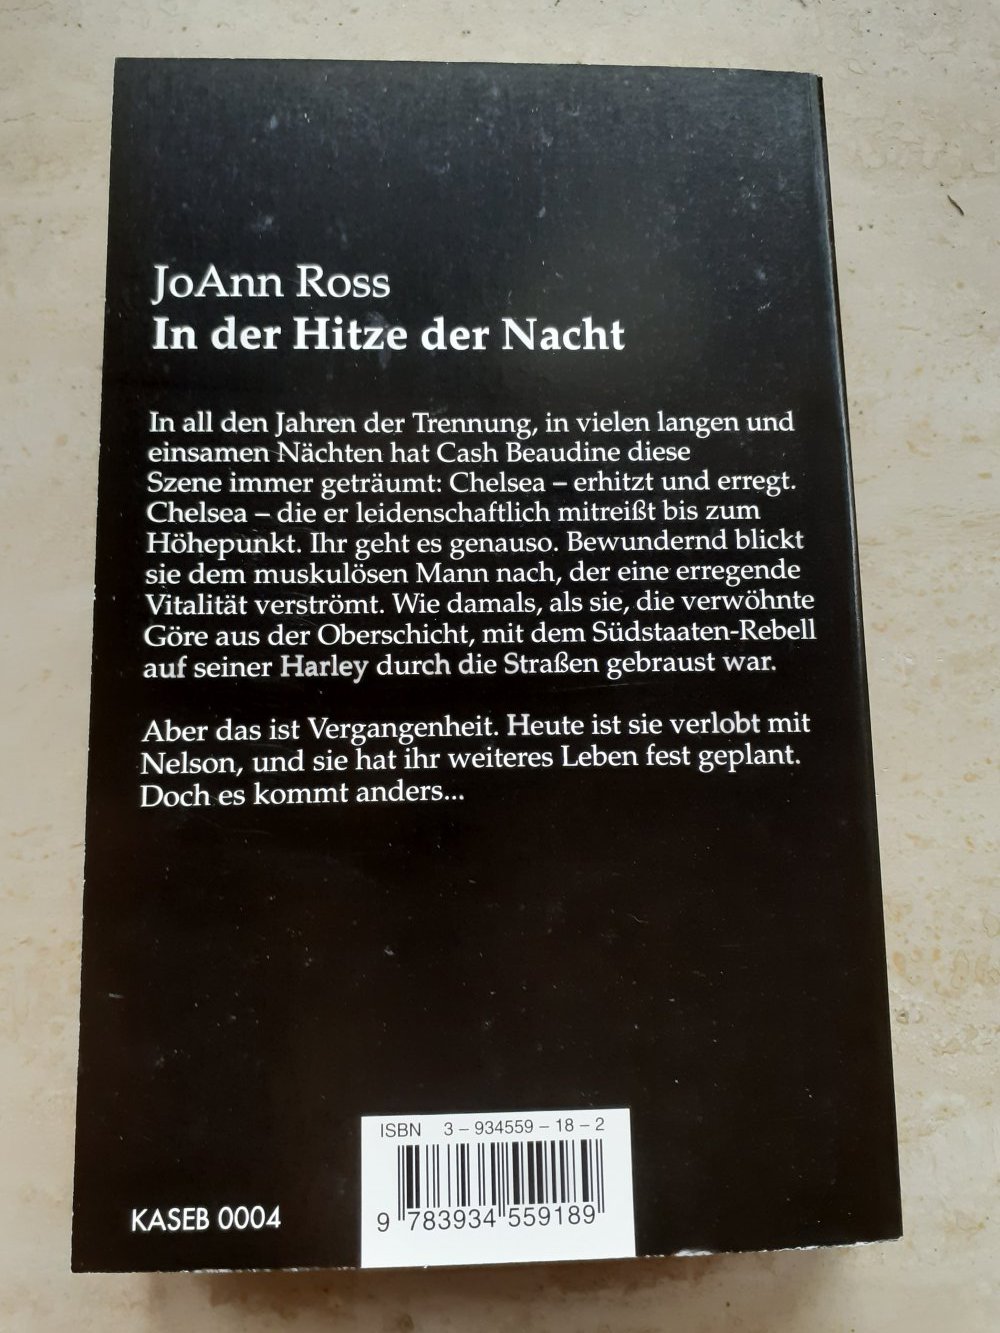 JoAnn Ross
In der Hitze der Nacht
In all den Jahren der Trennung, in vielen langen und
einsamen Nächten hat Cash Beaudine diese
Szene immer geträumt: Chelsea – erhitzt und erregt.
Chelsea – die er leidenschaftlich mitreißt bis zum
Höhepunkt. Ihr geht es genauso. Bewundernd blickt
sie dem muskulösen Mann nach, der eine erregende
Vitalität verströmt. Wie damals, als sie, die verwöhnte
Göre aus der Oberschicht, mit dem Südstaaten-Rebell
auf seiner Harley durch die Straßen gebraust war.
Aber das ist Vergangenheit. Heute ist sie verlobt mit
Nelson, und sie hat ihr weiteres Leben fest geplant.
Doch es kommt anders...
ISBN 3 – 934559 – 18 – 2
9 783934 559189
KASEB 0004